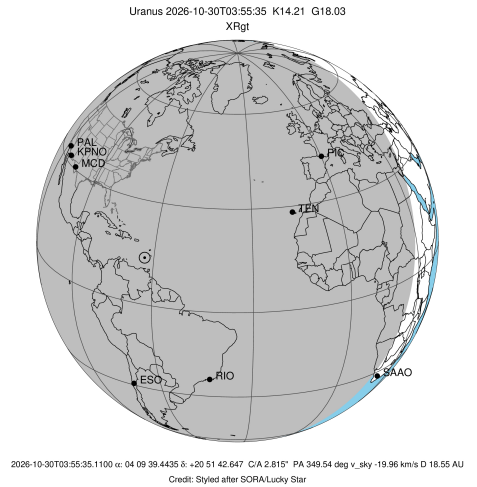 Uranus 2026-10-30T03:55:35 K14.21 G18.03
XRgt
PAL
KPNO
MCD
PIC
TEN
ESO
RIO
SAAO
2026-10-30T03:55:35.1100 α: 04 09 39.4435 δ: +20 51 42.647 C/A 2.815" PA 349.54 deg v_sky -19.96 km/s D 18.55 AU
Credit: Styled after SORA/Lucky Star